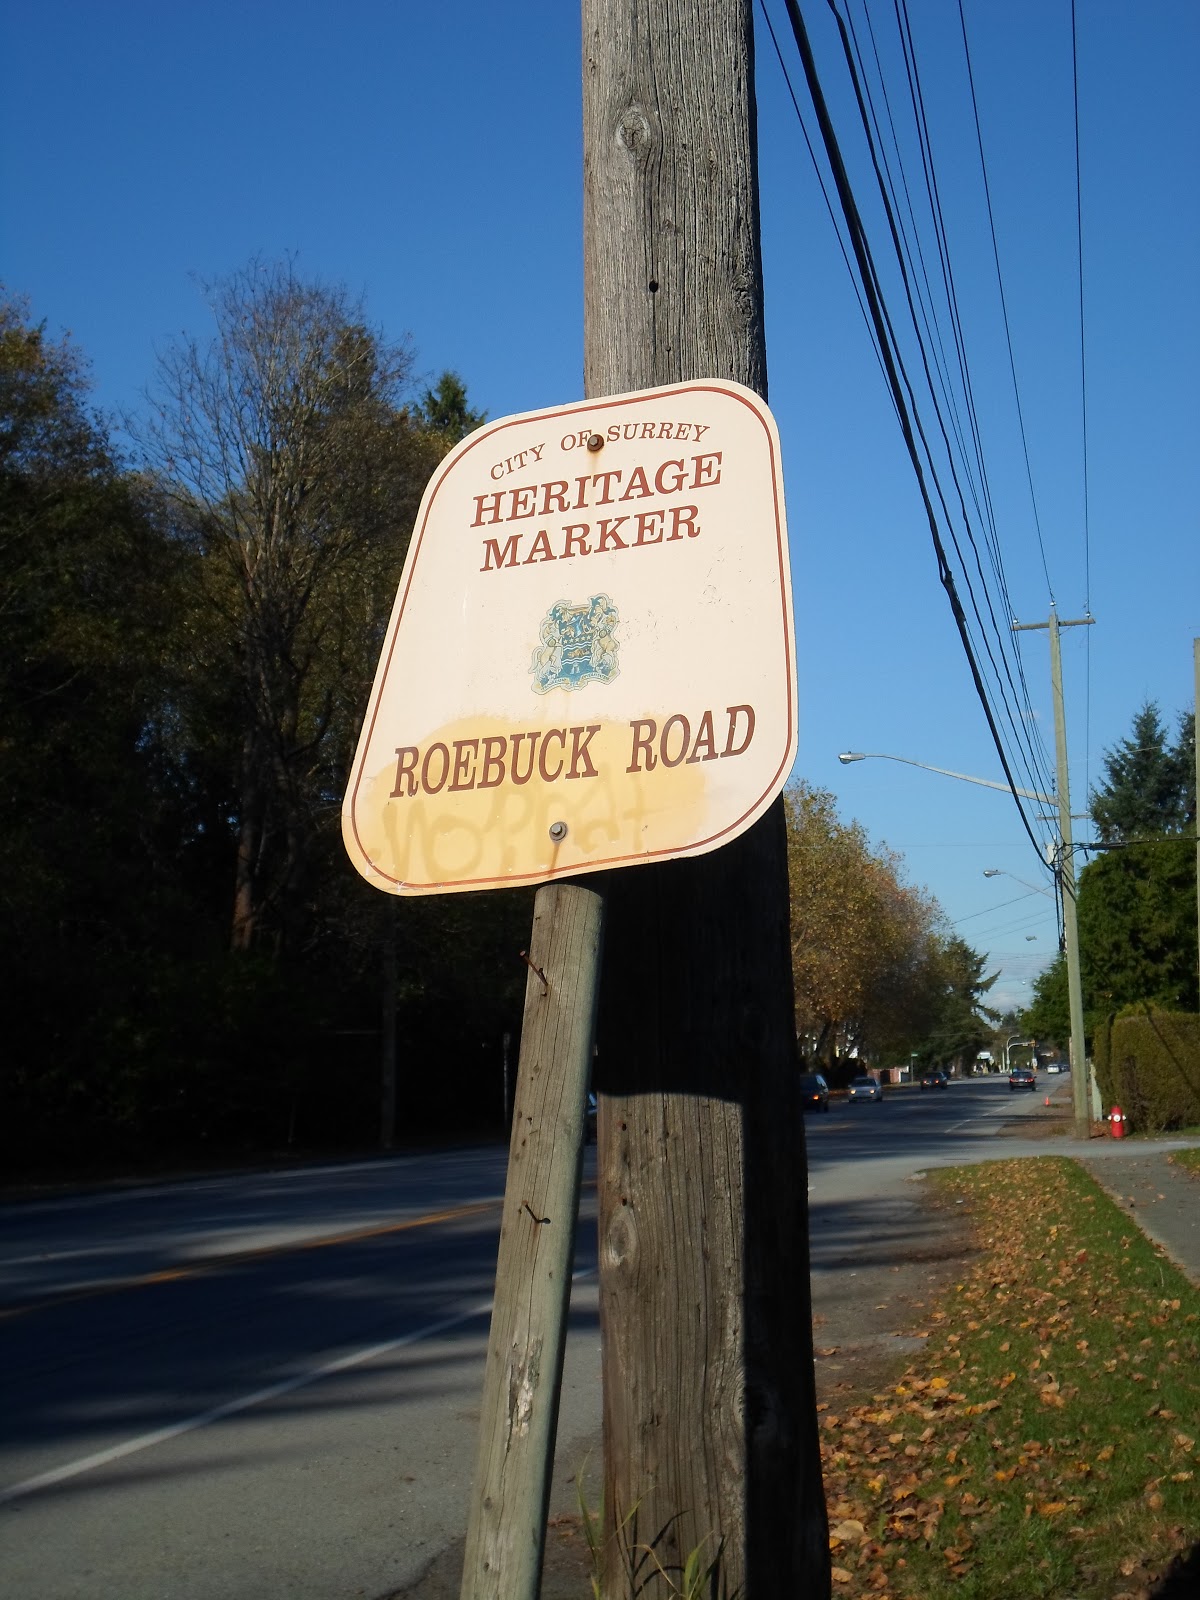 CITY OF SURREY
HERITAGE
MARKER
ROEBUCK ROAD